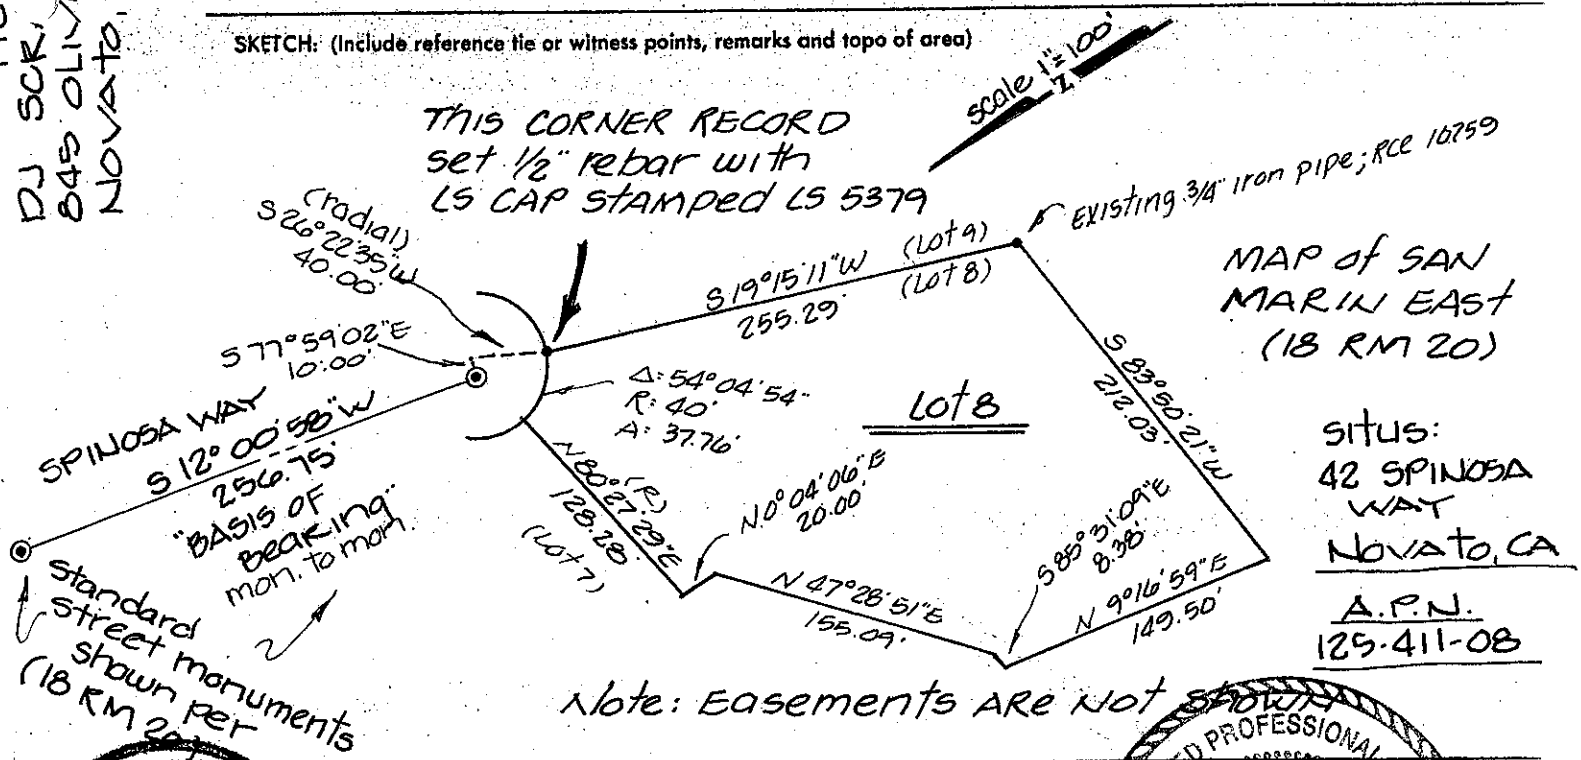 DJ SCR.
845 OLIV
NOVATO.
SKETCH: (Include reference tie or witness points, remarks and topo of area)
scale 1"=100'
Z
THIS CORNER RECORD
set 1/2" rebar with
LS CAP STAMPED LS 5379
Existing 3/4" iron pipe; RCE 10759
(radial)
S 26°22'35"W
40.00'
S 19°15'11"W
255.29'
(Lot 9)
(Lot 8)
MAP of SAN
MARIN EAST
(18 RM 20)
S 77°59'02"E
10.00'
Δ: 54°04'54"
R: 40'
A: 37.76'
S 83°50'21"W
212.03'
Lot 8
SPINOSA WAY
S 12°00'58"W
256.75'
"BASIS OF
BEARING"
mon. to mon.
N 80°27'29"E
(R)
128.28'
(Lot 7)
N.0°04'06"E
20.00'
N 47°28'51"E
155.09'
S 85°31'09"E
8.38'
N 9°16'59"E
149.50'
situs:
42 SPINOSA
WAY
NOVATO, CA
A.P.N.
125-411-08
standard
street monuments
shown per
(18 RM 20)
Note: Easements ARE Not SHOWN
PROFESSIONAL